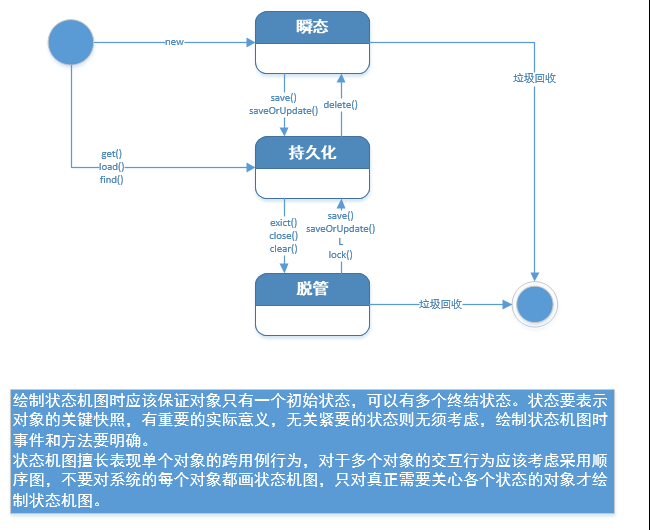 瞬态
new
垃圾回收
save()
saveOrUpdate()
delete()
持久化
get()
load()
find()
exict()
close()
clear()
save()
saveOrUpdate()
L
lock()
脱管
垃圾回收
绘制状态机图时应该保证对象只有一个初始状态，可以有多个终结状态。状态要表示
对象的关键快照，有重要的实际意义，无关紧要的状态则无须考虑，绘制状态机图时
事件和方法要明确。
状态机图擅长表现单个对象的跨用例行为，对于多个对象的交互行为应该考虑采用顺
序图，不要对系统的每个对象都画状态机图，只对真正需要关心各个状态的对象才绘
制状态机图。